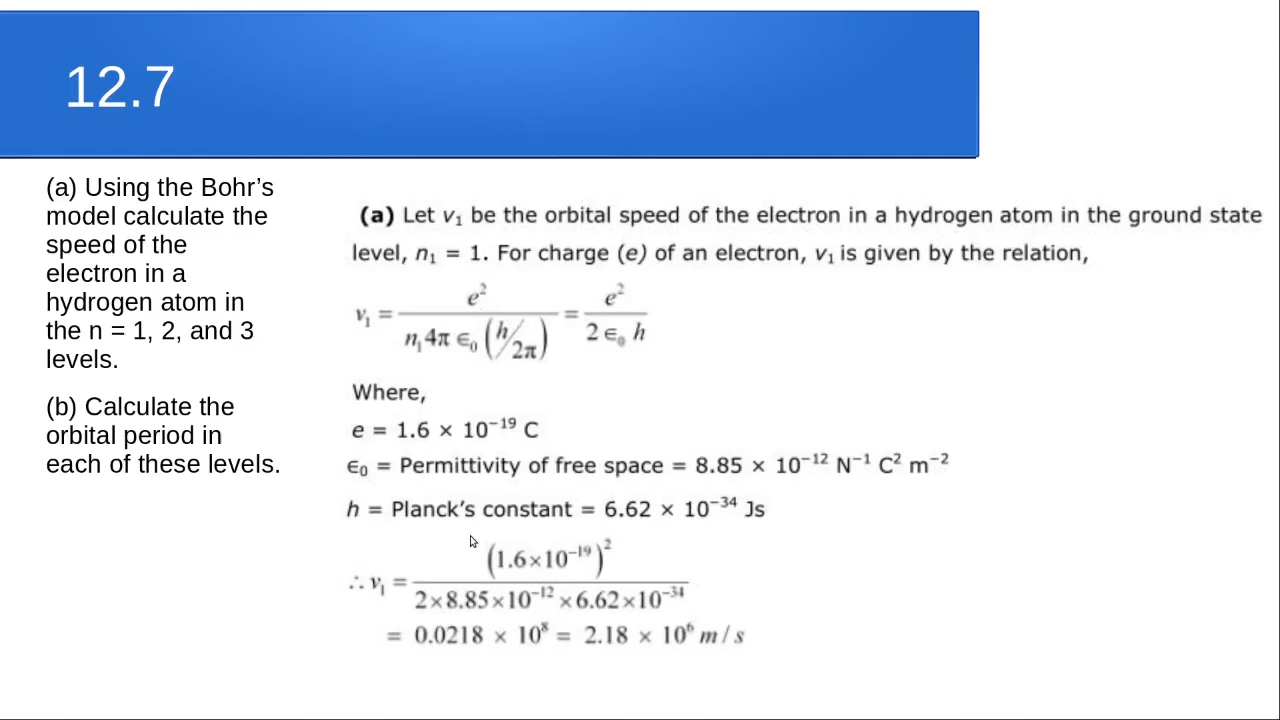 12.7
(a) Using the Bohr’s
model calculate the
speed of the
electron in a
hydrogen atom in
the n = 1, 2, and 3
levels.
(b) Calculate the
orbital period in
each of these levels.
(a) Let v₁ be the orbital speed of the electron in a hydrogen atom in the ground state
level, n₁ = 1. For charge (e) of an electron, v₁ is given by the relation,
v₁ = e² / (n₁4π ∈₀ (h/2π)) = e² / (2 ∈₀ h)
Where,
e = 1.6 × 10⁻¹⁹ C
∈₀ = Permittivity of free space = 8.85 × 10⁻¹² N⁻¹ C² m⁻²
h = Planck’s constant = 6.62 × 10⁻³⁴ Js
∴ v₁ = (1.6×10⁻¹⁹)² / (2×8.85×10⁻¹²×6.62×10⁻³⁴)
= 0.0218 × 10⁸ = 2.18 × 10⁶ m/s